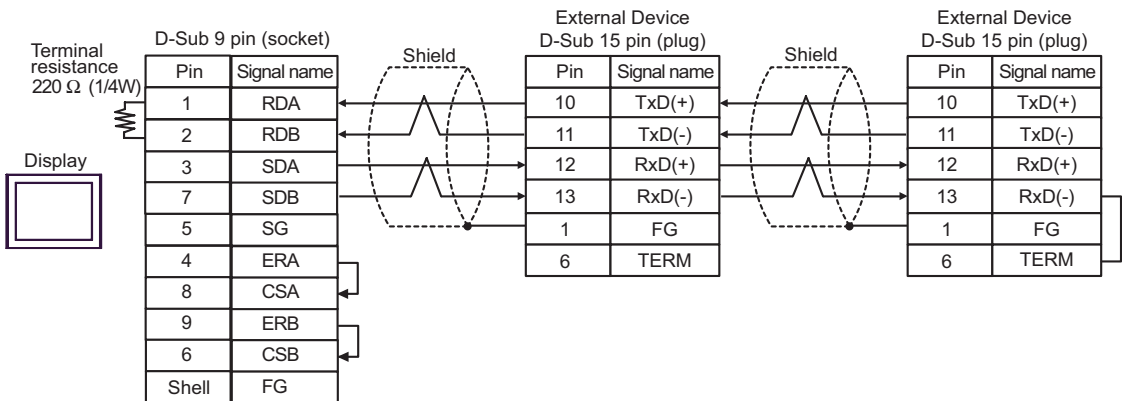 Terminal
resistance
220 Ω (1/4W)
Display
D-Sub 9 pin (socket)
Pin Signal name
1 RDA
2 RDB
3 SDA
7 SDB
5 SG
4 ERA
8 CSA
9 ERB
6 CSB
Shell FG
Shield
External Device
D-Sub 15 pin (plug)
Pin Signal name
10 TxD(+)
11 TxD(-)
12 RxD(+)
13 RxD(-)
1 FG
6 TERM
Shield
External Device
D-Sub 15 pin (plug)
Pin Signal name
10 TxD(+)
11 TxD(-)
12 RxD(+)
13 RxD(-)
1 FG
6 TERM